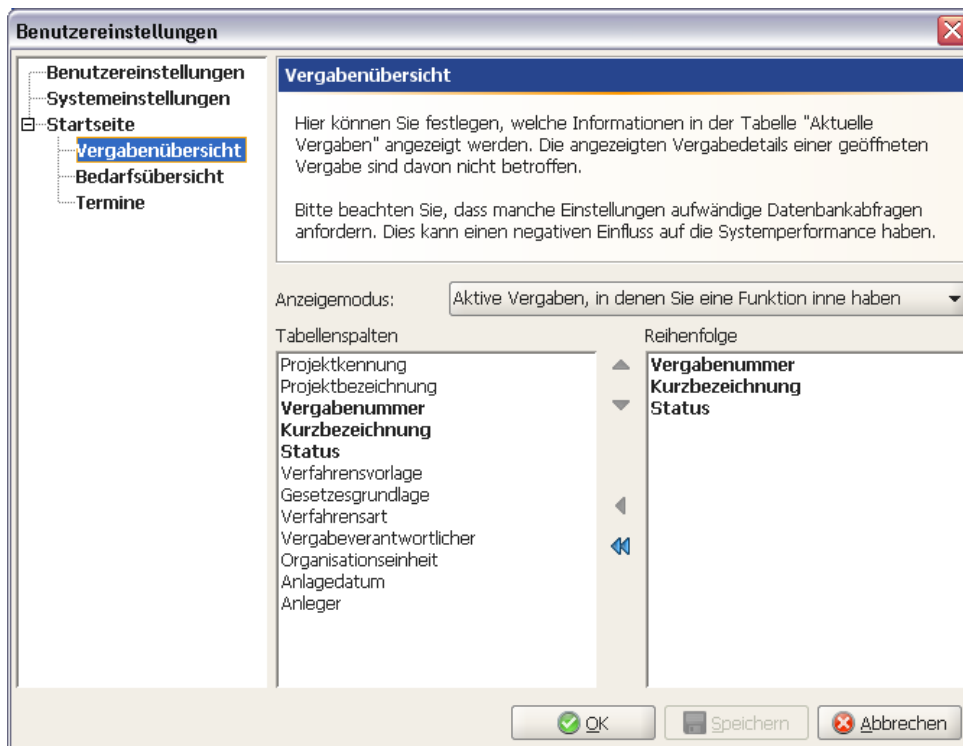 Benutzereinstellungen
Benutzereinstellungen
Systemeinstellungen
Startseite
Vergabenübersicht
Bedarfsübersicht
Termine
Vergabenübersicht
Hier können Sie festlegen, welche Informationen in der Tabelle "Aktuelle
Vergaben" angezeigt werden. Die angezeigten Vergabedetails einer geöffneten
Vergabe sind davon nicht betroffen.
Bitte beachten Sie, dass manche Einstellungen aufwändige Datenbankabfragen
anfordern. Dies kann einen negativen Einfluss auf die Systemperformance haben.
Anzeigemodus:
Aktive Vergaben, in denen Sie eine Funktion inne haben
Tabellenspalten
Projektkennung
Projektbezeichnung
Vergabenummer
Kurzbezeichnung
Status
Verfahrensvorlage
Gesetzesgrundlage
Verfahrensart
Vergabeverantwortlicher
Organisationseinheit
Anlagedatum
Anleger
Reihenfolge
Vergabenummer
Kurzbezeichnung
Status
OK
Speichern
Abbrechen